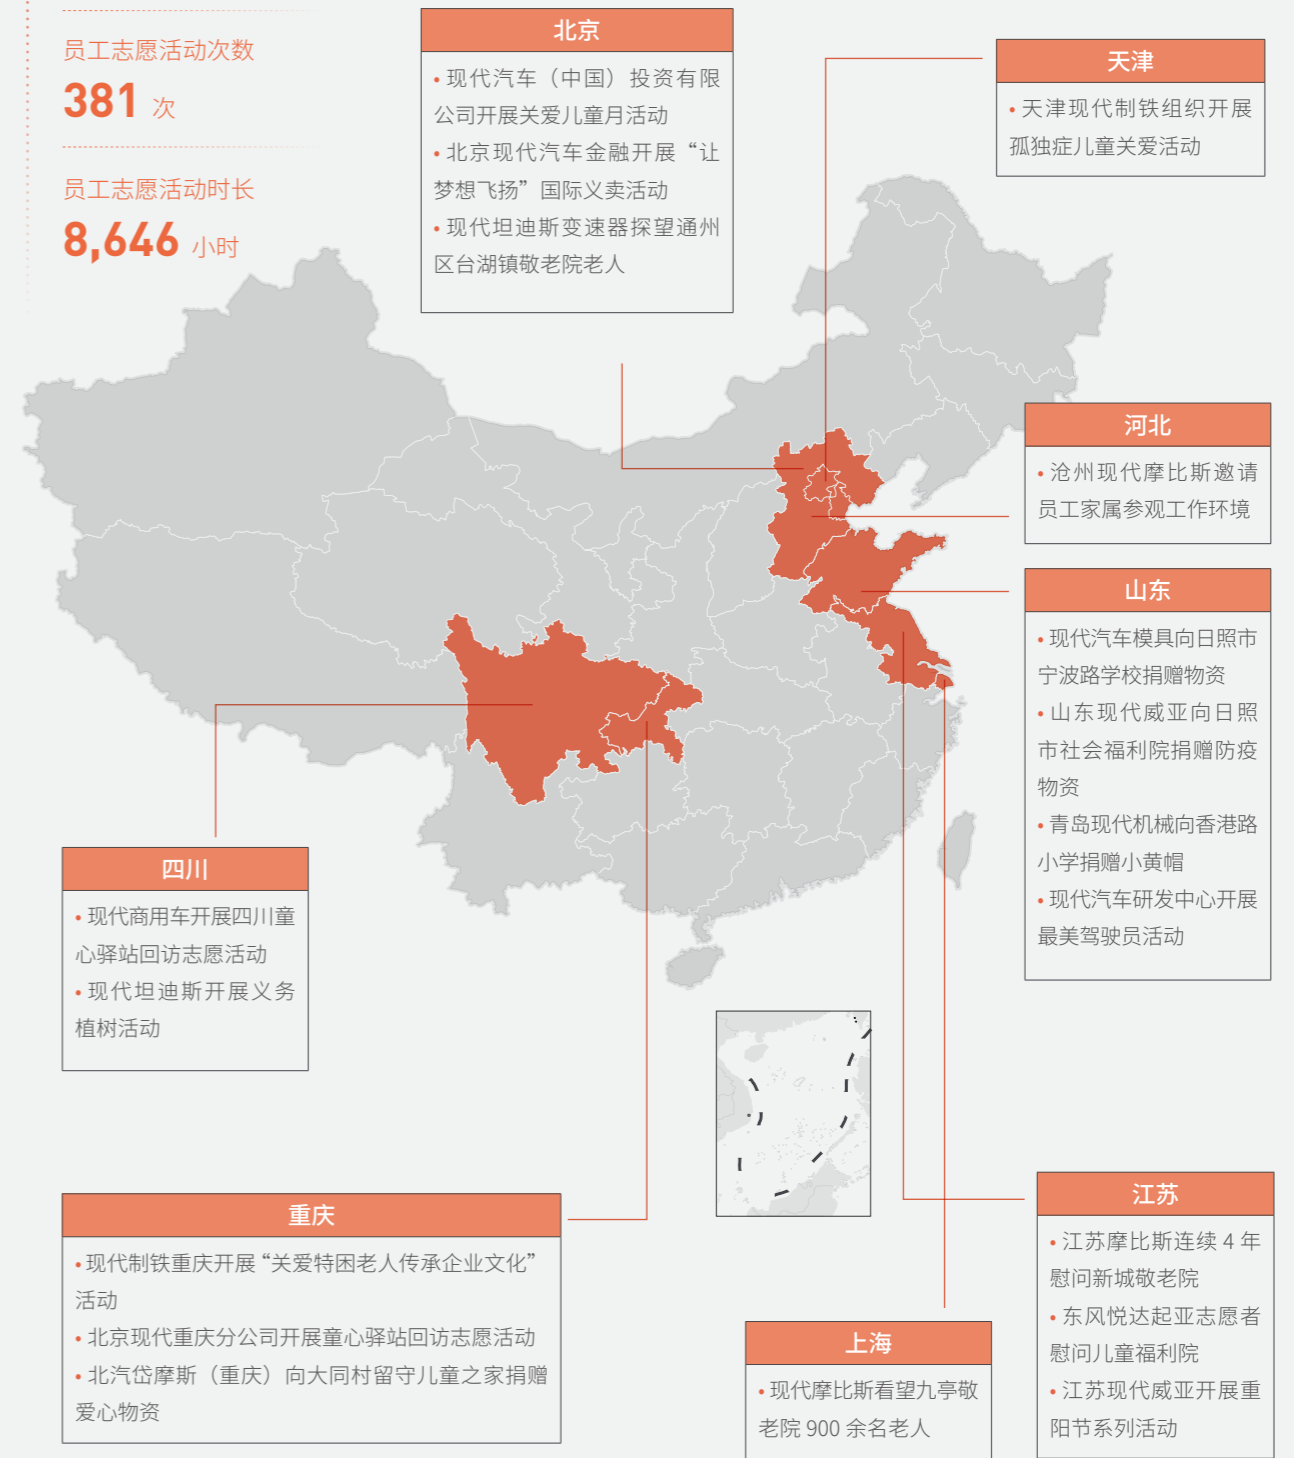 员工志愿活动次数
381 次
员工志愿活动时长
8,646 小时
北京
• 现代汽车（中国）投资有限
公司开展关爱儿童月活动
• 北京现代汽车金融开展“让
梦想飞扬”国际义卖活动
• 现代坦迪斯变速器探望通州
区台湖镇敬老院老人
天津
• 天津现代制铁组织开展
孤独症儿童关爱活动
河北
• 沧州现代摩比斯邀请
员工家属参观工作环境
山东
• 现代汽车模具向日照市
宁波路学校捐赠物资
• 山东现代威亚向日照
市社会福利院捐赠防疫
物资
• 青岛现代机械向香港路
小学捐赠小黄帽
• 现代汽车研发中心开展
最美驾驶员活动
四川
• 现代商用车开展四川童
心驿站回访志愿活动
• 现代坦迪斯开展义务
植树活动
重庆
• 现代制铁重庆开展“关爱特困老人传承企业文化”
活动
• 北京现代重庆分公司开展童心驿站回访志愿活动
• 北汽岱摩斯（重庆）向大同村留守儿童之家捐赠
爱心物资
上海
• 现代摩比斯看望九亭敬
老院 900 余名老人
江苏
• 江苏摩比斯连续 4 年
慰问新城敬老院
• 东风悦达起亚志愿者
慰问儿童福利院
• 江苏现代威亚开展重
阳节系列活动